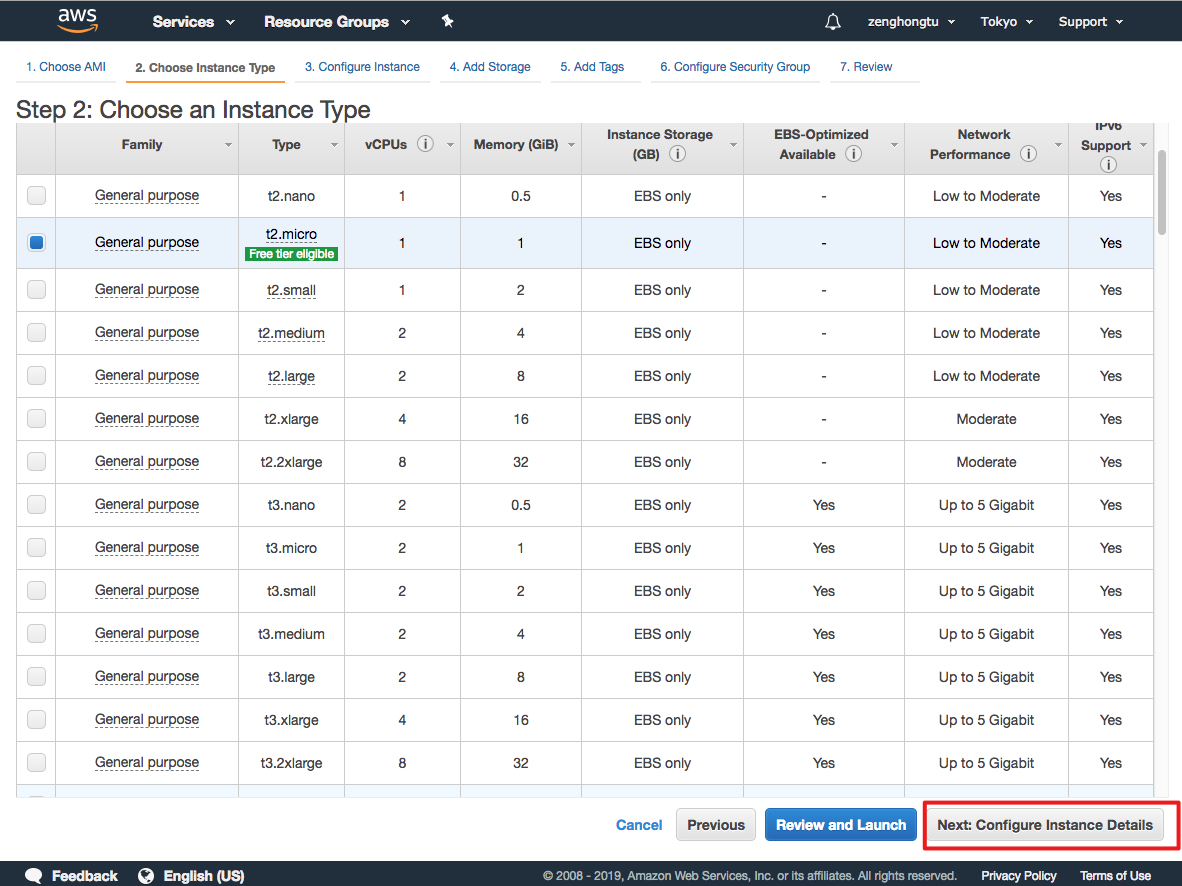 aws Services Resource Groups zenghongtu Tokyo Support
1. Choose AMI 2. Choose Instance Type 3. Configure Instance 4. Add Storage 5. Add Tags 6. Configure Security Group 7. Review
Step 2: Choose an Instance Type
Family Type vCPUs Memory (GiB) Instance Storage (GB) EBS-Optimized Available Network Performance IPv6 Support
General purpose t2.nano 1 0.5 EBS only - Low to Moderate Yes
General purpose t2.micro Free tier eligible 1 1 EBS only - Low to Moderate Yes
General purpose t2.small 1 2 EBS only - Low to Moderate Yes
General purpose t2.medium 2 4 EBS only - Low to Moderate Yes
General purpose t2.large 2 8 EBS only - Low to Moderate Yes
General purpose t2.xlarge 4 16 EBS only - Moderate Yes
General purpose t2.2xlarge 8 32 EBS only - Moderate Yes
General purpose t3.nano 2 0.5 EBS only Yes Up to 5 Gigabit Yes
General purpose t3.micro 2 1 EBS only Yes Up to 5 Gigabit Yes
General purpose t3.small 2 2 EBS only Yes Up to 5 Gigabit Yes
General purpose t3.medium 2 4 EBS only Yes Up to 5 Gigabit Yes
General purpose t3.large 2 8 EBS only Yes Up to 5 Gigabit Yes
General purpose t3.xlarge 4 16 EBS only Yes Up to 5 Gigabit Yes
General purpose t3.2xlarge 8 32 EBS only Yes Up to 5 Gigabit Yes
Cancel Previous Review and Launch Next: Configure Instance Details
Feedback English (US) © 2008 - 2019, Amazon Web Services, Inc. or its affiliates. All rights reserved. Privacy Policy Terms of Use